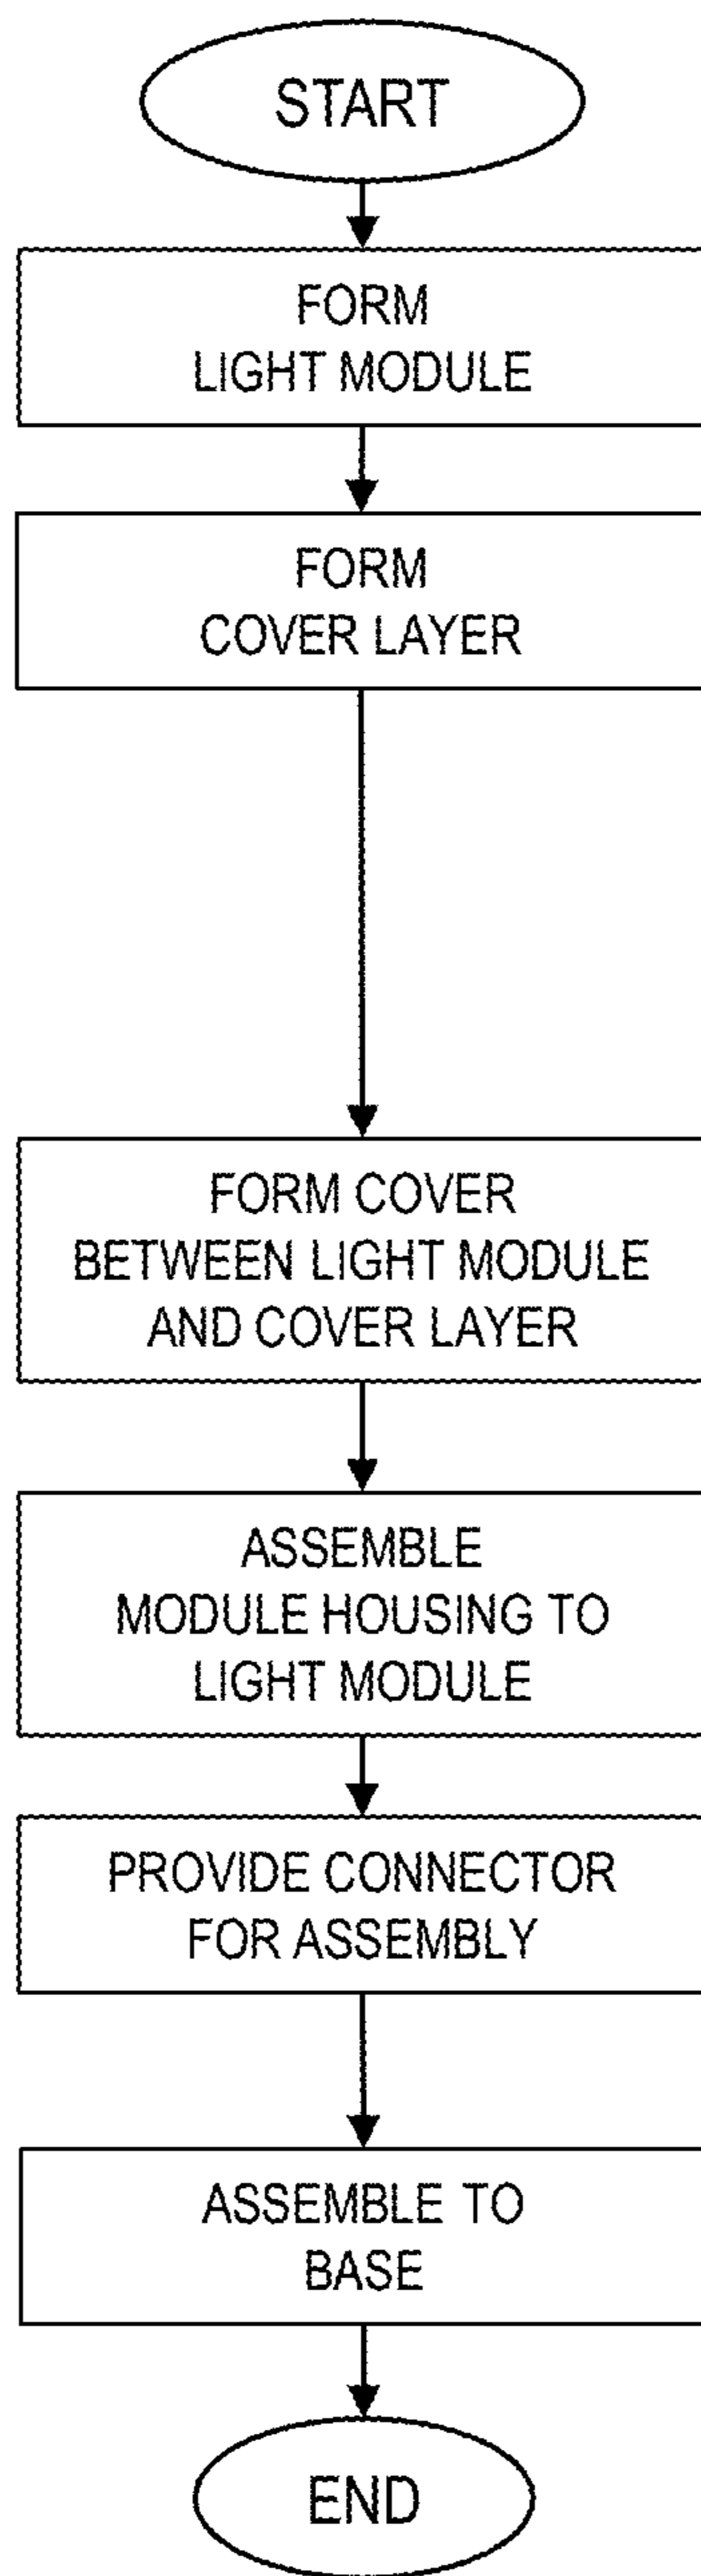 START
FORM
LIGHT MODULE
FORM
COVER LAYER
FORM COVER
BETWEEN LIGHT MODULE
AND COVER LAYER
ASSEMBLE
MODULE HOUSING TO
LIGHT MODULE
PROVIDE CONNECTOR
FOR ASSEMBLY
ASSEMBLE TO
BASE
END